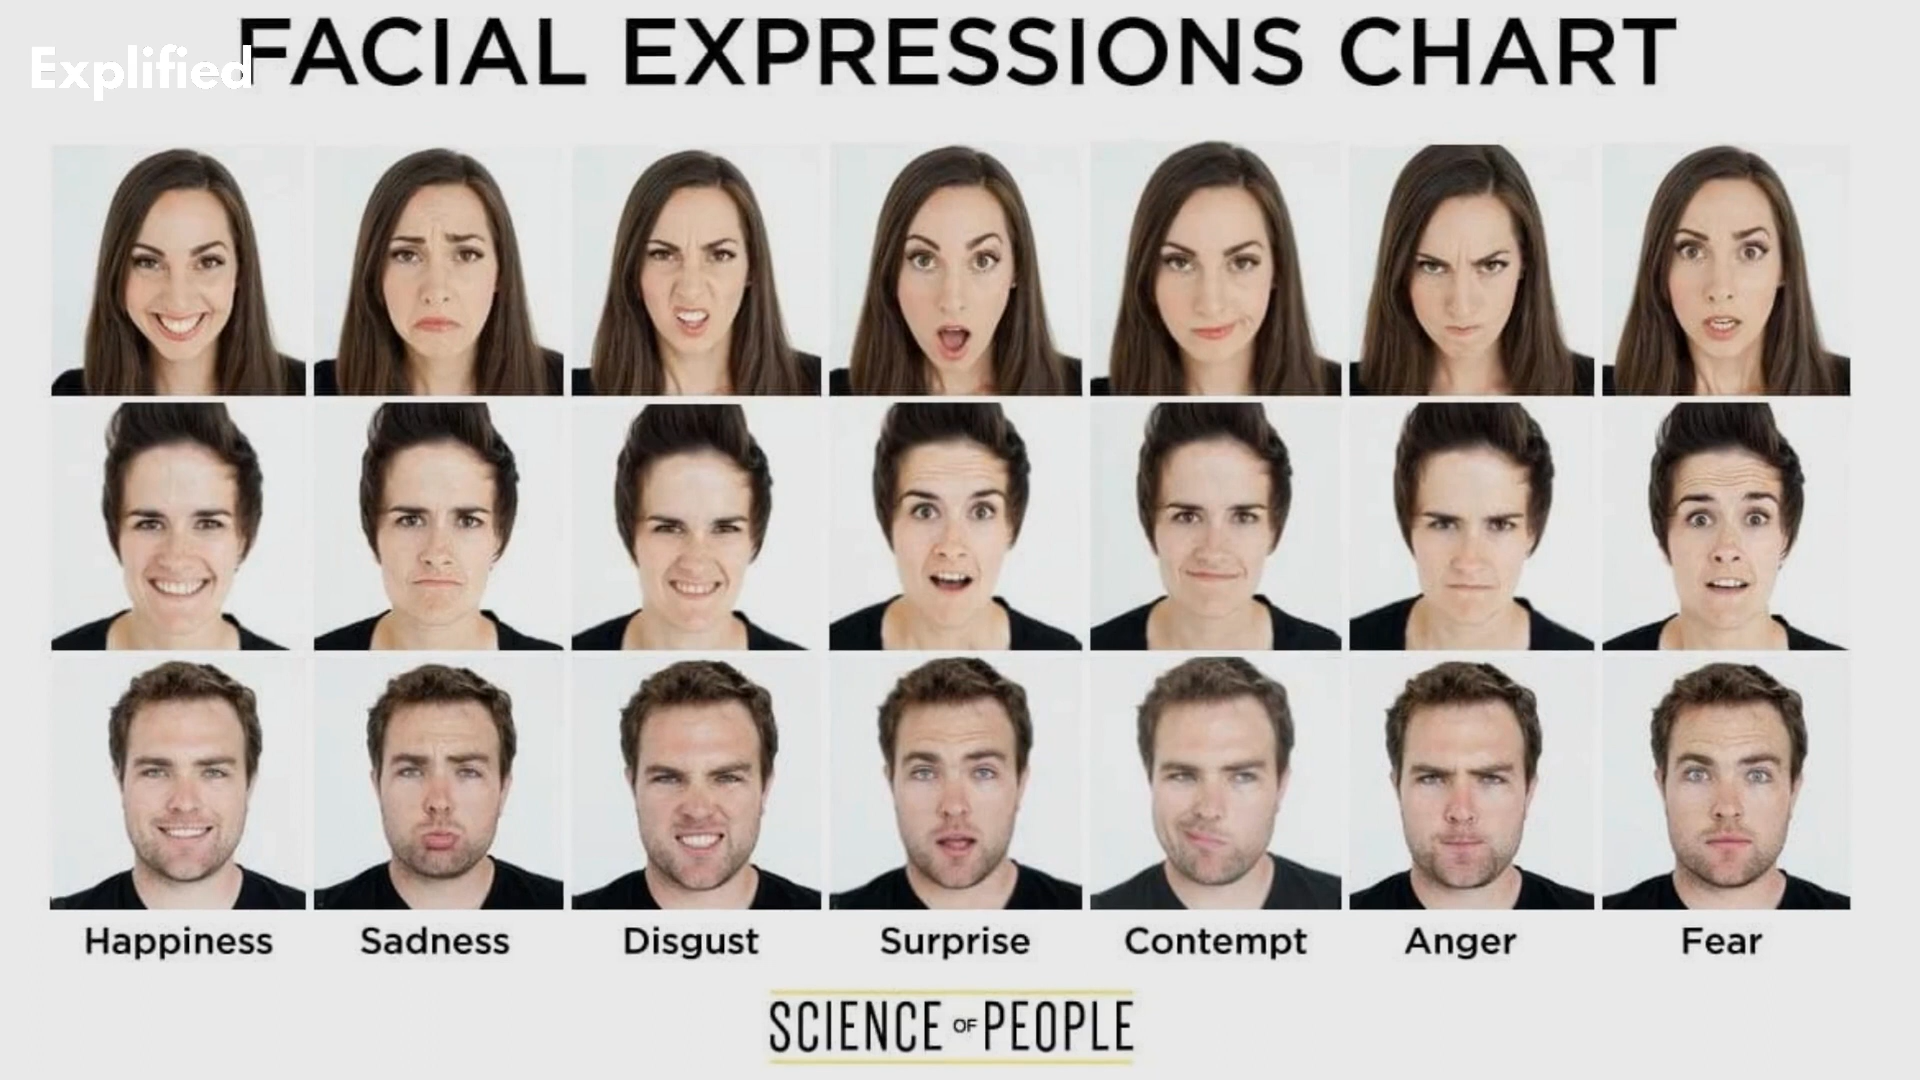 Explified
FACIAL EXPRESSIONS CHART
Happiness Sadness Disgust Surprise Contempt Anger Fear
SCIENCE OF PEOPLE